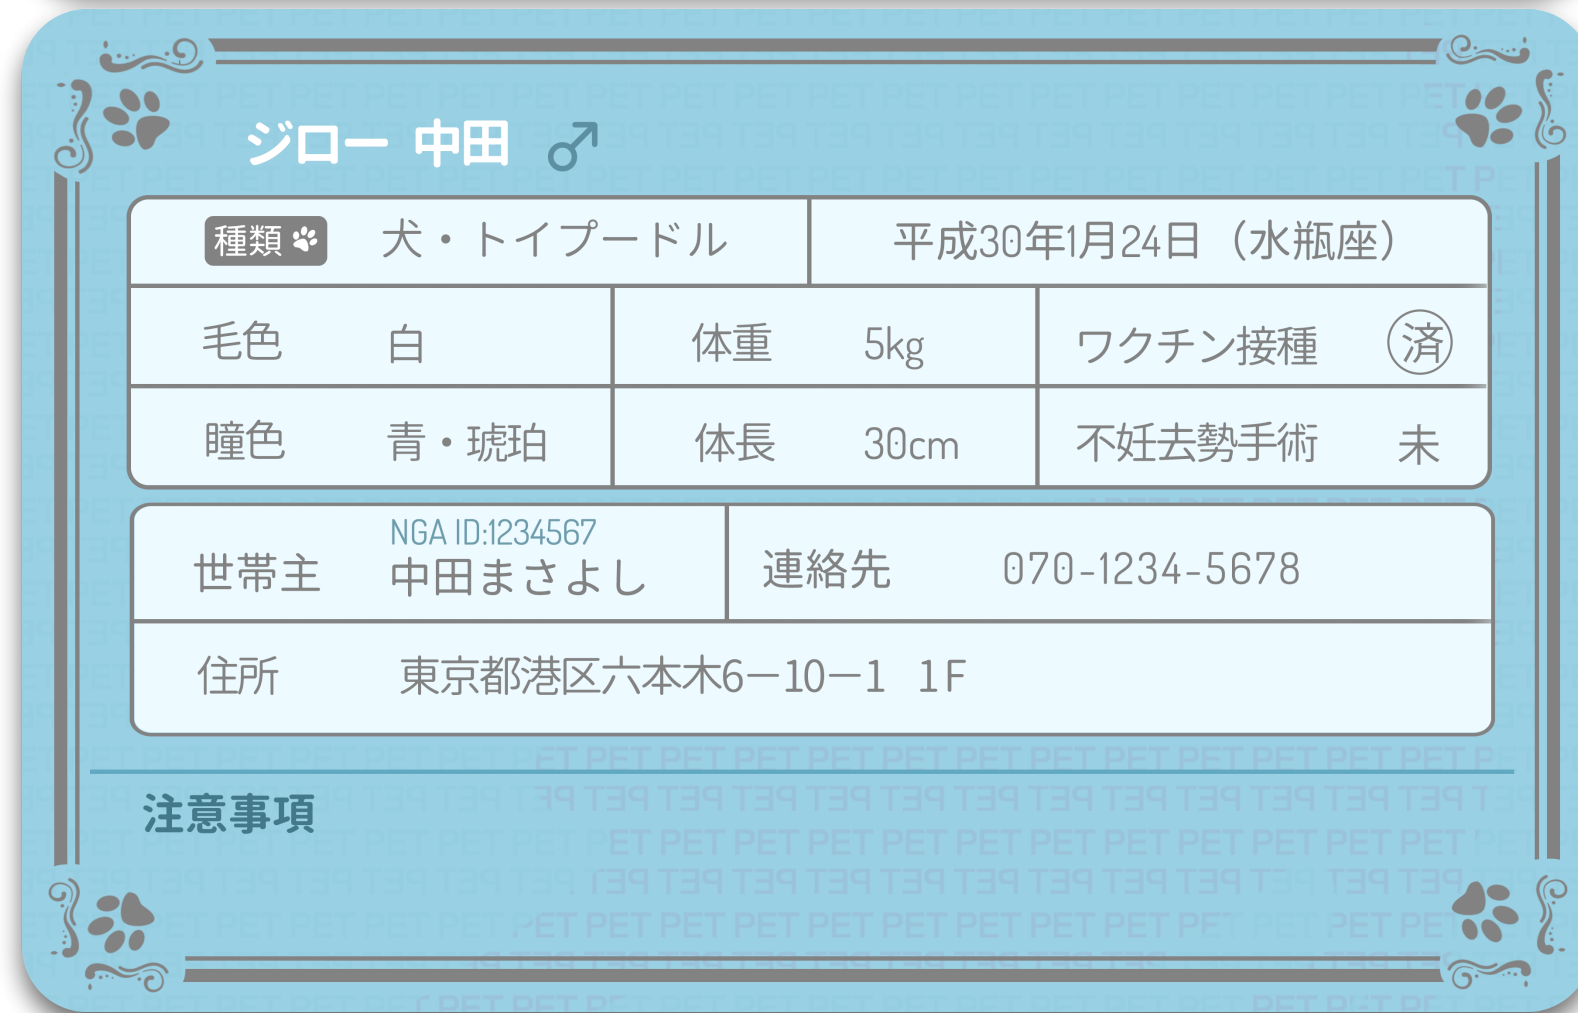 ジロー 中田 ♂
種類 犬・トイプードル 平成30年1月24日（水瓶座）
毛色 白 体重 5kg ワクチン接種 済
瞳色 青・琥珀 体長 30cm 不妊去勢手術 未
NGA ID:1234567
世帯主 中田まさよし 連絡先 070-1234-5678
住所 東京都港区六本木6−10−1 1F
注意事項